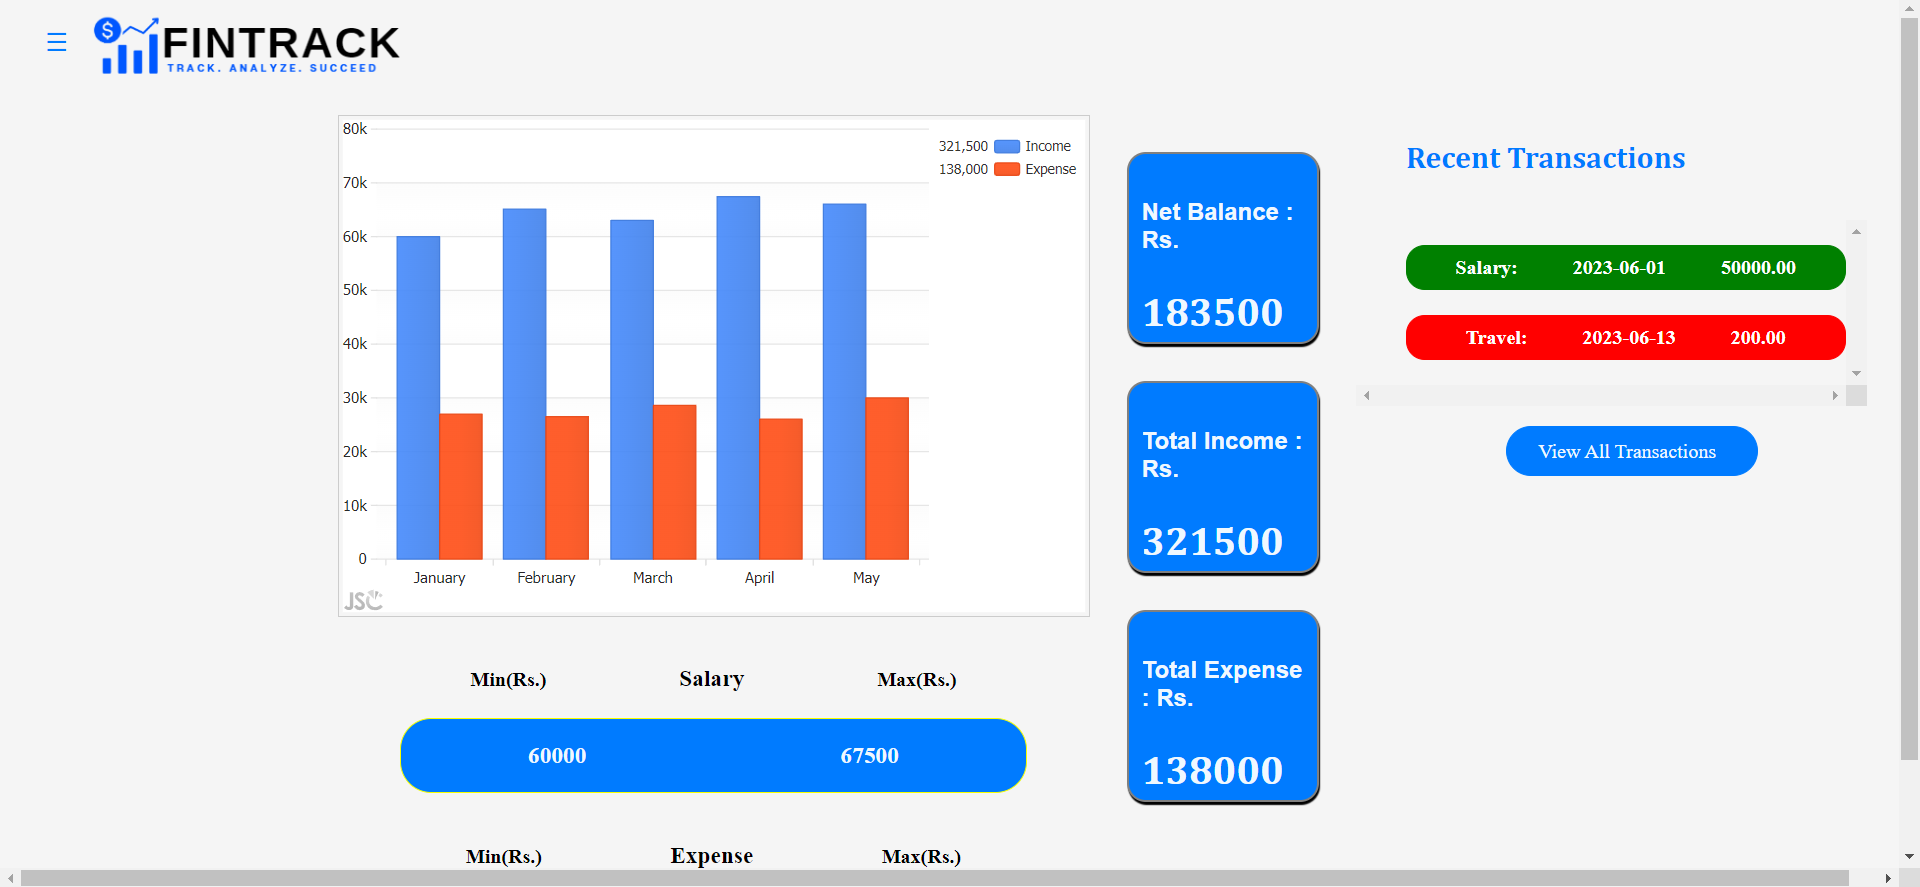 ☰
$
FINTRACK
TRACK. ANALYZE. SUCCEED
80k
70k
60k
50k
40k
30k
20k
10k
0
January February March April May
321,500 Income
138,000 Expense
JSC
Net Balance :
Rs.
183500
Total Income :
Rs.
321500
Total Expense
: Rs.
138000
Recent Transactions
Salary: 2023-06-01 50000.00
Travel: 2023-06-13 200.00
View All Transactions
Min(Rs.) Salary Max(Rs.)
60000 67500
Min(Rs.) Expense Max(Rs.)